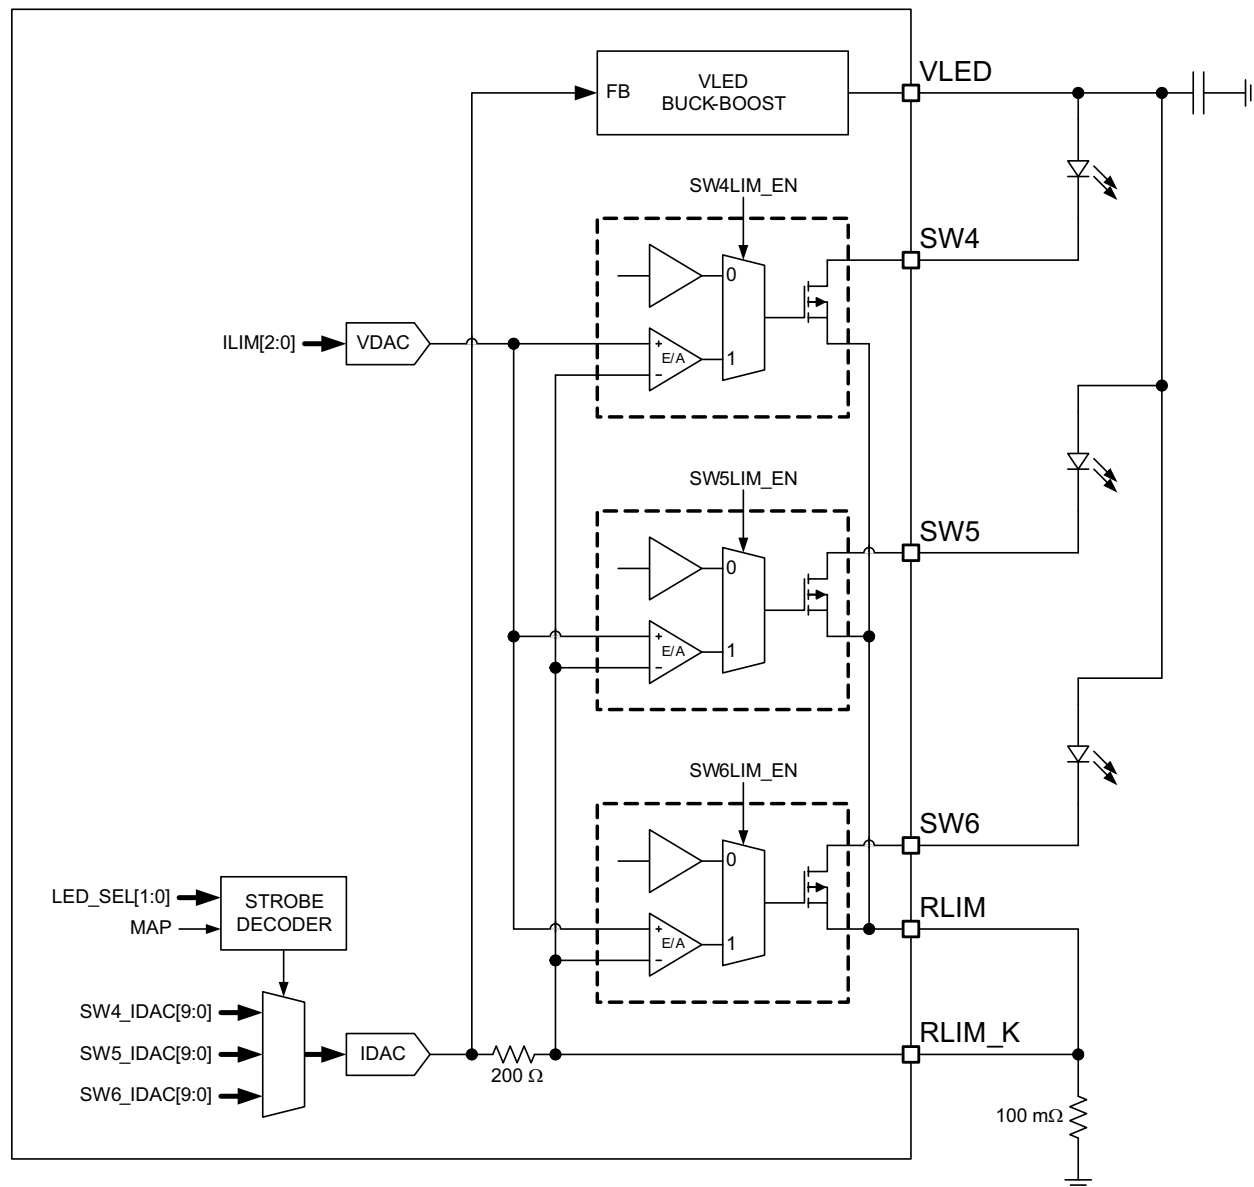 VLED
FB
VLED
BUCK-BOOST
SW4LIM_EN
SW4
0
ILIM[2:0]
VDAC
+
E/A
1
−
SW5LIM_EN
SW5
0
+
E/A
1
−
SW6LIM_EN
SW6
0
LED_SEL[1:0]
MAP
STROBE
DECODER
RLIM
+
E/A
1
−
SW4_IDAC[9:0]
SW5_IDAC[9:0]
SW6_IDAC[9:0]
IDAC
200 Ω
RLIM_K
100 mΩ